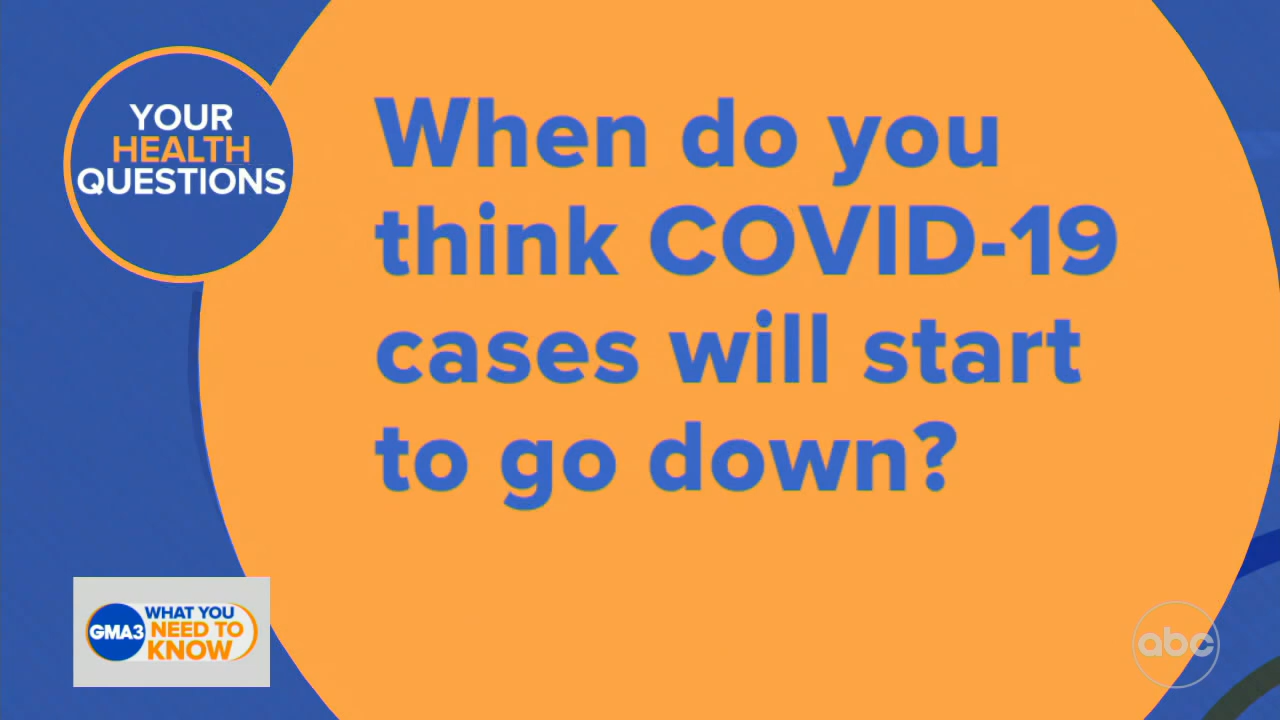 YOUR
HEALTH
QUESTIONS
When do you
think COVID-19
cases will start
to go down?
GMA3
WHAT YOU
NEED TO
KNOW
abc